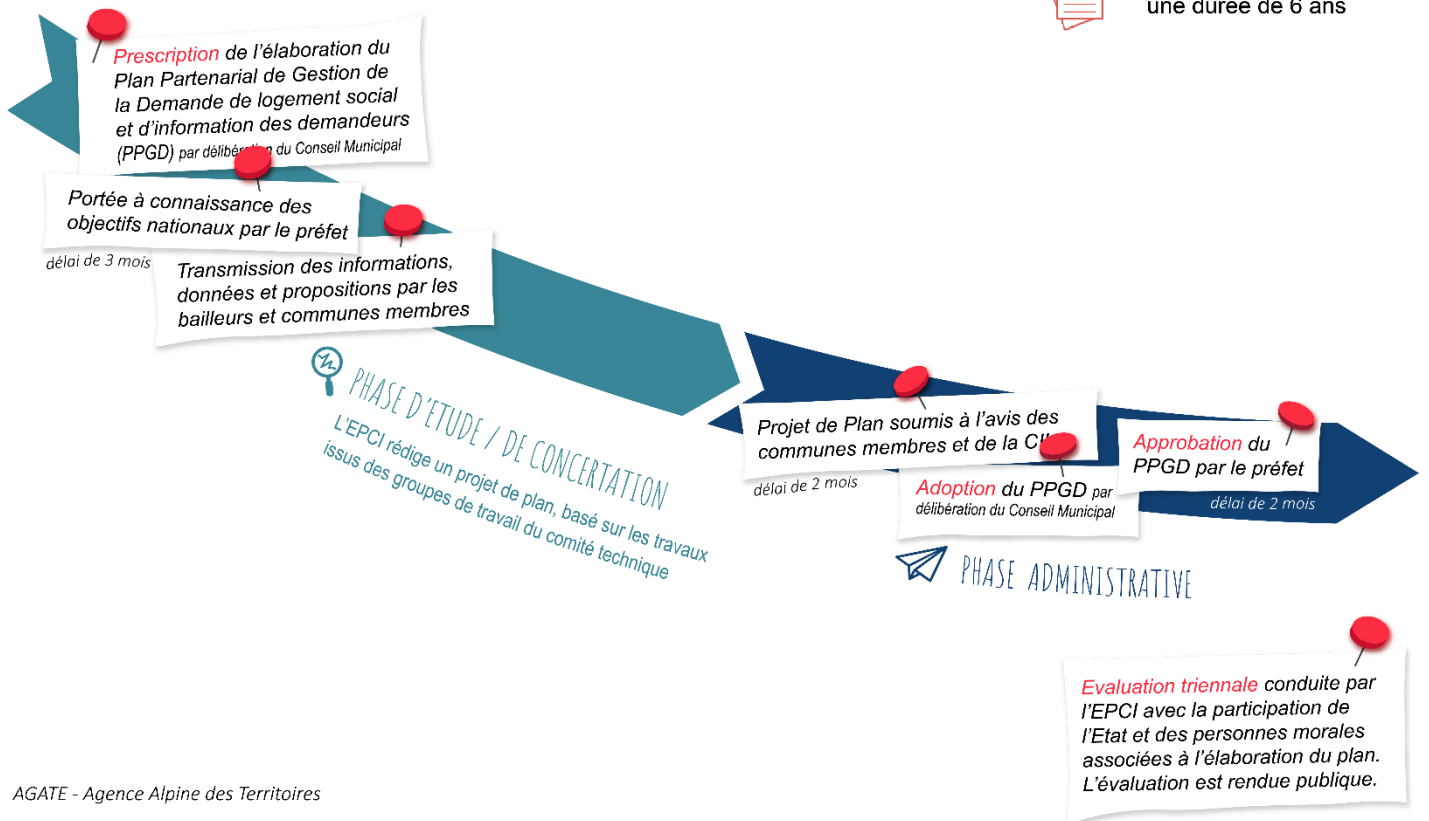 une durée de 6 ans
Prescription de l’élaboration du
Plan Partenarial de Gestion de
la Demande de logement social
et d’information des demandeurs
(PPGD) par délibération du Conseil Municipal
Portée à connaissance des
objectifs nationaux par le préfet
délai de 3 mois
Transmission des informations,
données et propositions par les
bailleurs et communes membres
PHASE D’ETUDE / DE CONCERTATION
L’EPCI rédige un projet de plan, basé sur les travaux
issus des groupes de travail du comité technique
Projet de Plan soumis à l’avis des
communes membres et de la
délai de 2 mois
Adoption du PPGD par
délibération du Conseil Municipal
Approbation du
PPGD par le préfet
délai de 2 mois
PHASE ADMINISTRATIVE
Evaluation triennale conduite par
l’EPCI avec la participation de
l’Etat et des personnes morales
associées à l’élaboration du plan.
L’évaluation est rendue publique.
AGATE - Agence Alpine des Territoires